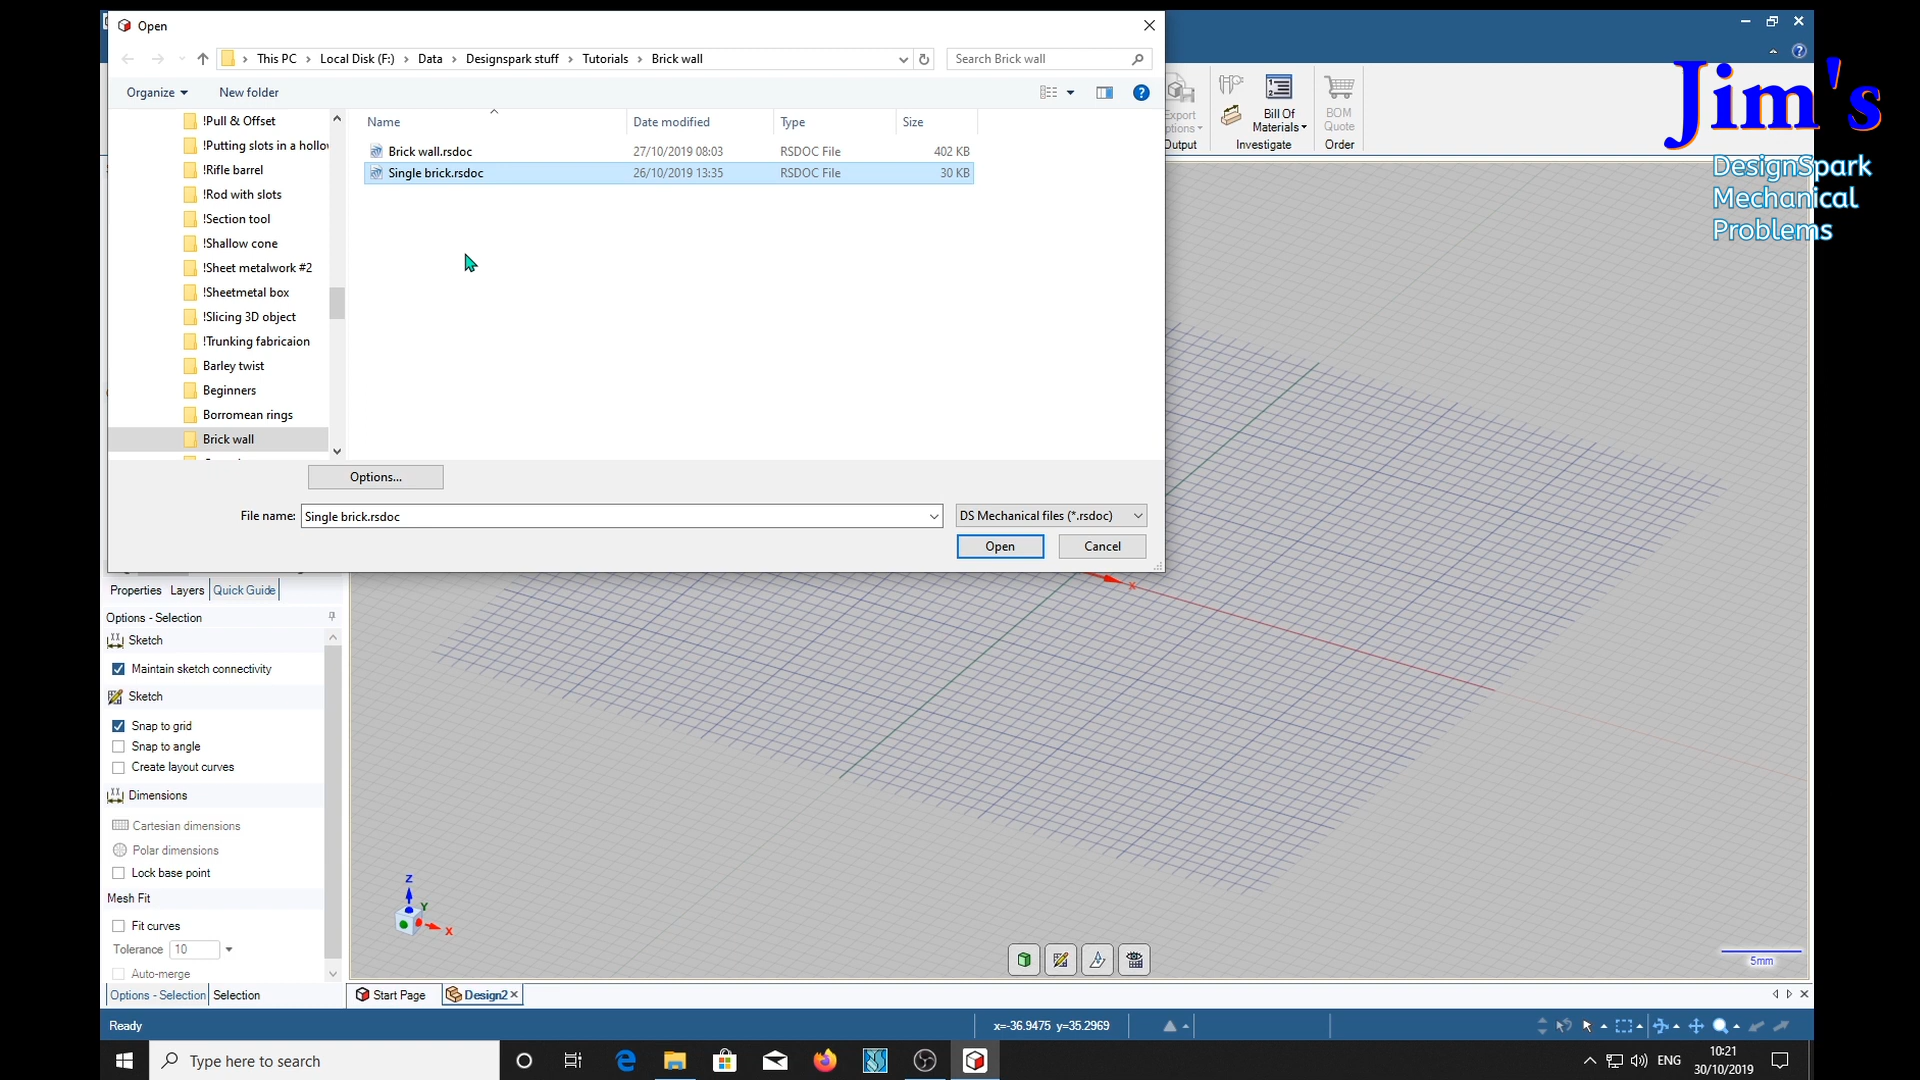 Open
This PC > Local Disk (F:) > Data > Designspark stuff > Tutorials > Brick wall
Search Brick wall
Organize
New folder
Name
Date modified
Type
Size
Brick wall.rsdoc 27/10/2019 08:03 RSDOC File 402 KB
Single brick.rsdoc 26/10/2019 13:35 RSDOC File 30 KB
!Pull & Offset
!Putting slots in a hollo
!Rifle barrel
!Rod with slots
!Section tool
!Shallow cone
!Sheet metalwork #2
!Sheetmetal box
!Slicing 3D object
!Trunking fabricaion
Barley twist
Beginners
Borromean rings
Brick wall
Options...
File name: Single brick.rsdoc
DS Mechanical files (*.rsdoc)
Open
Cancel
Export
ptions
Output
Bill Of
Materials
Investigate
BOM
Quote
Order
Jim's
DesignSpark
Mechanical
Problems
Properties Layers Quick Guide
Options - Selection
Sketch
Maintain sketch connectivity
Sketch
Snap to grid
Snap to angle
Create layout curves
Dimensions
Cartesian dimensions
Polar dimensions
Lock base point
Mesh Fit
Fit curves
Tolerance 10
Auto-merge
Options - Selection Selection
x
Z
Y
X
5mm
Start Page
Design2
Ready
x=-36.9475 y=35.2969
Type here to search
ENG
10:21
30/10/2019